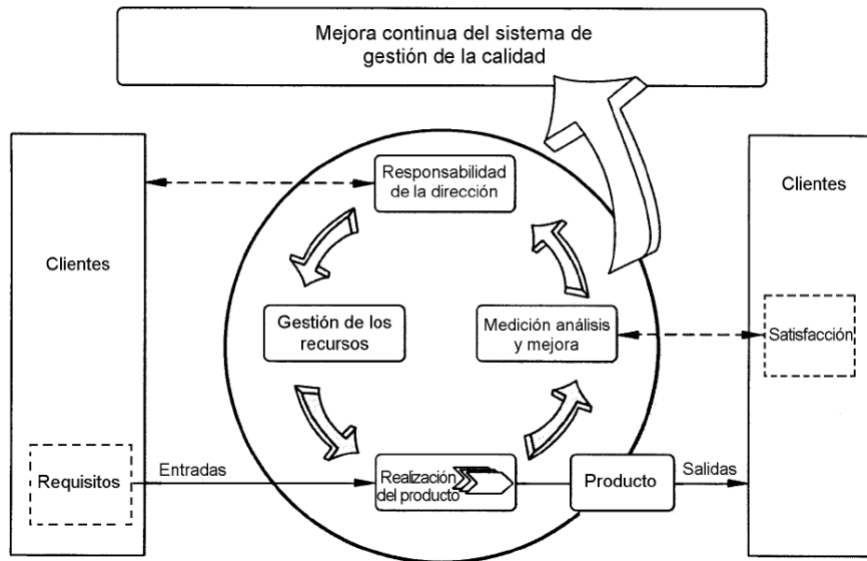 Mejora continua del sistema de
gestión de la calidad
Responsabilidad
de la dirección
Clientes
Clientes
Gestión de los
recursos
Medición análisis
y mejora
Satisfacción
Requisitos
Entradas
Realización
del producto
Producto
Salidas